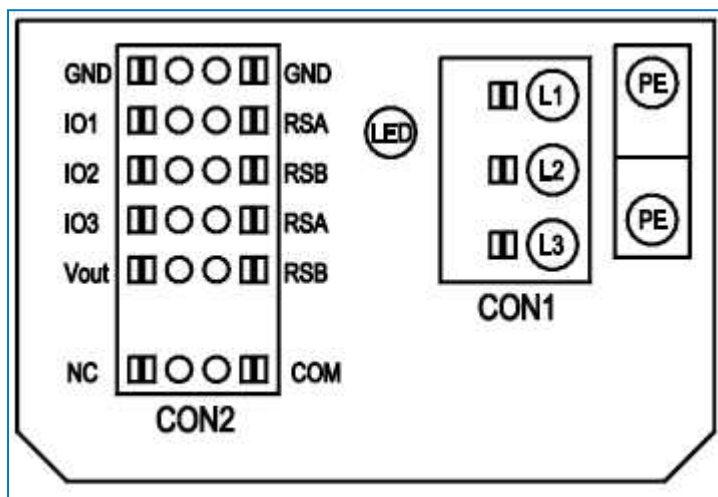 GND GND
IO1 RSA
IO2 RSB
IO3 RSA
Vout RSB
NC COM
CON2
LED
L1
L2
L3
CON1
PE
PE